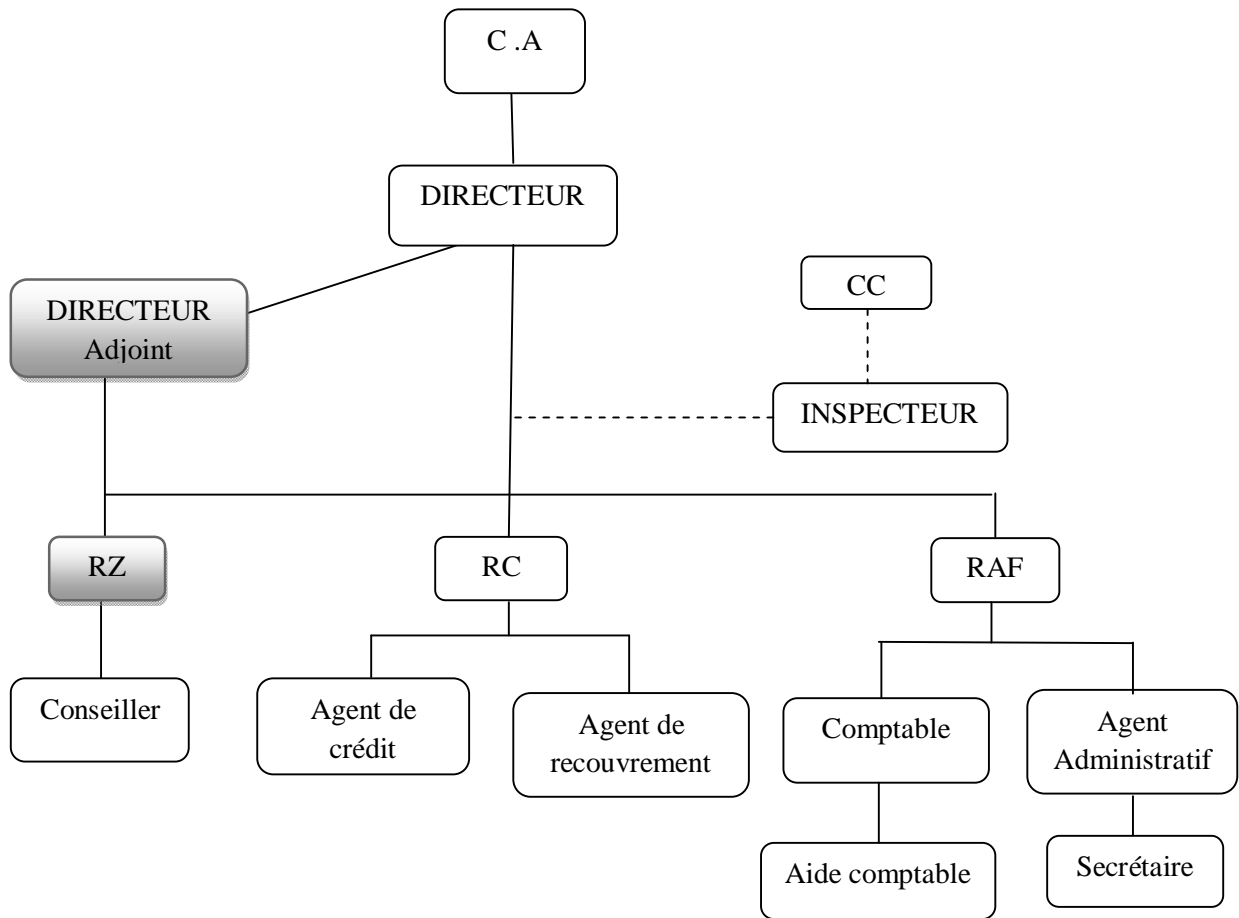 C .A
DIRECTEUR
CC
DIRECTEUR
Adjoint
INSPECTEUR
RZ
RC
RAF
Conseiller
Agent de
crédit
Agent de
recouvrement
Comptable
Agent
Administratif
Aide comptable
Secrétaire